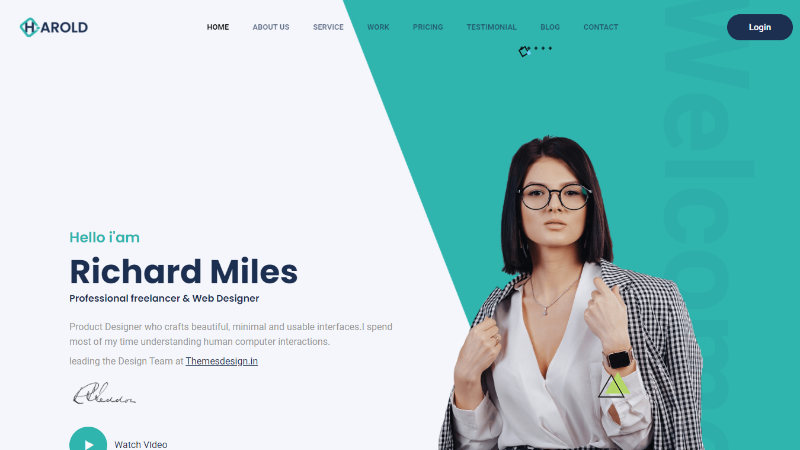 HAROLD
HOME ABOUT US SERVICE WORK PRICING TESTIMONIAL BLOG CONTACT
Login
Welcome
Hello i'am
Richard Miles
Professional freelancer & Web Designer
Product Designer who crafts beautiful, minimal and usable interfaces.I spend
most of my time understanding human computer interactions.
leading the Design Team at Themesdesign.in
Watch Video